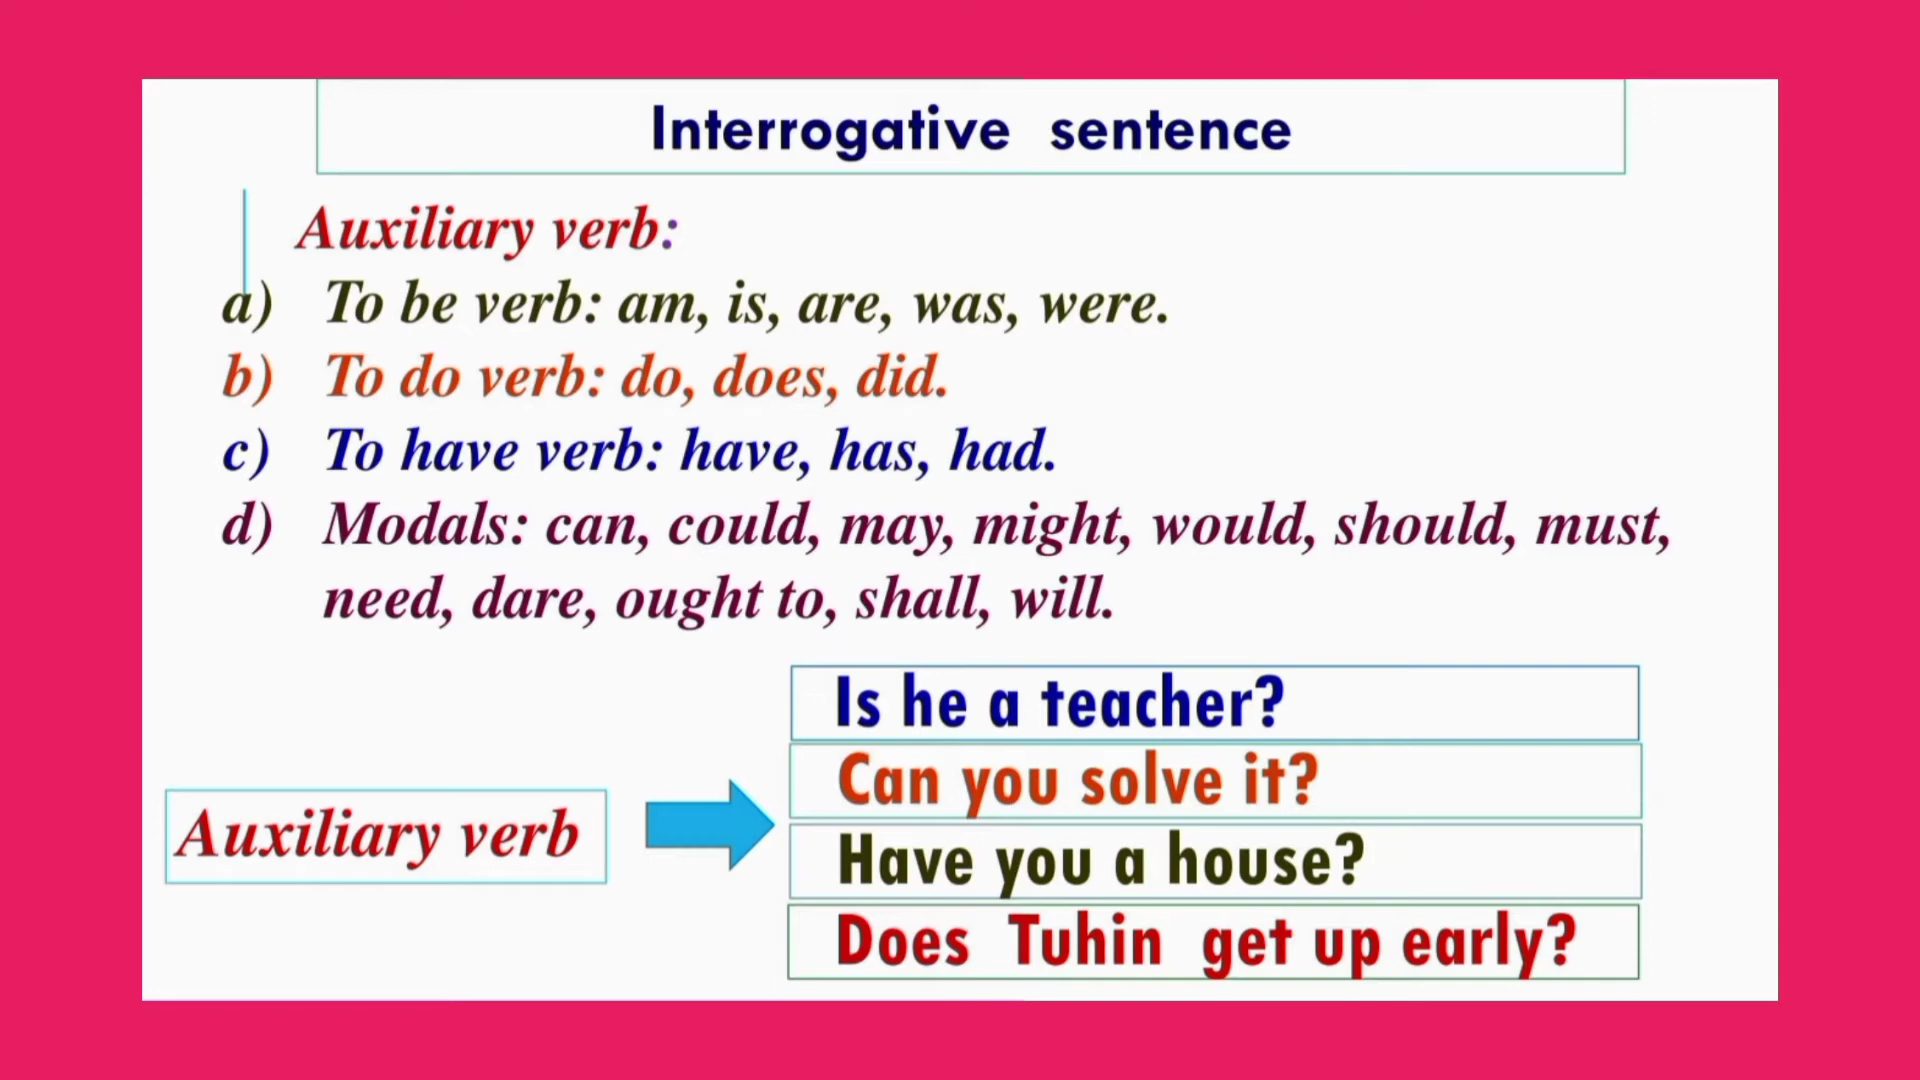 Interrogative sentence
Auxiliary verb:
a) To be verb: am, is, are, was, were.
b) To do verb: do, does, did.
c) To have verb: have, has, had.
d) Modals: can, could, may, might, would, should, must,
need, dare, ought to, shall, will.
Is he a teacher?
Can you solve it?
Auxiliary verb
Have you a house?
Does Tuhin get up early?